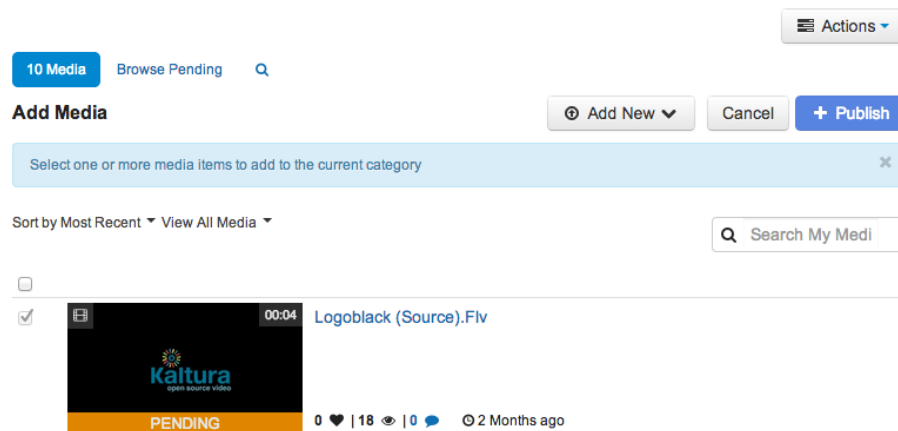 Actions
10 Media Browse Pending
Add Media Add New Cancel + Publish
Select one or more media items to add to the current category ×
Sort by Most Recent View All Media
Search My Medi
00:04 Logoblack (Source).Flv
Kaltura
open source video
PENDING 0 | 18 | 0 2 Months ago